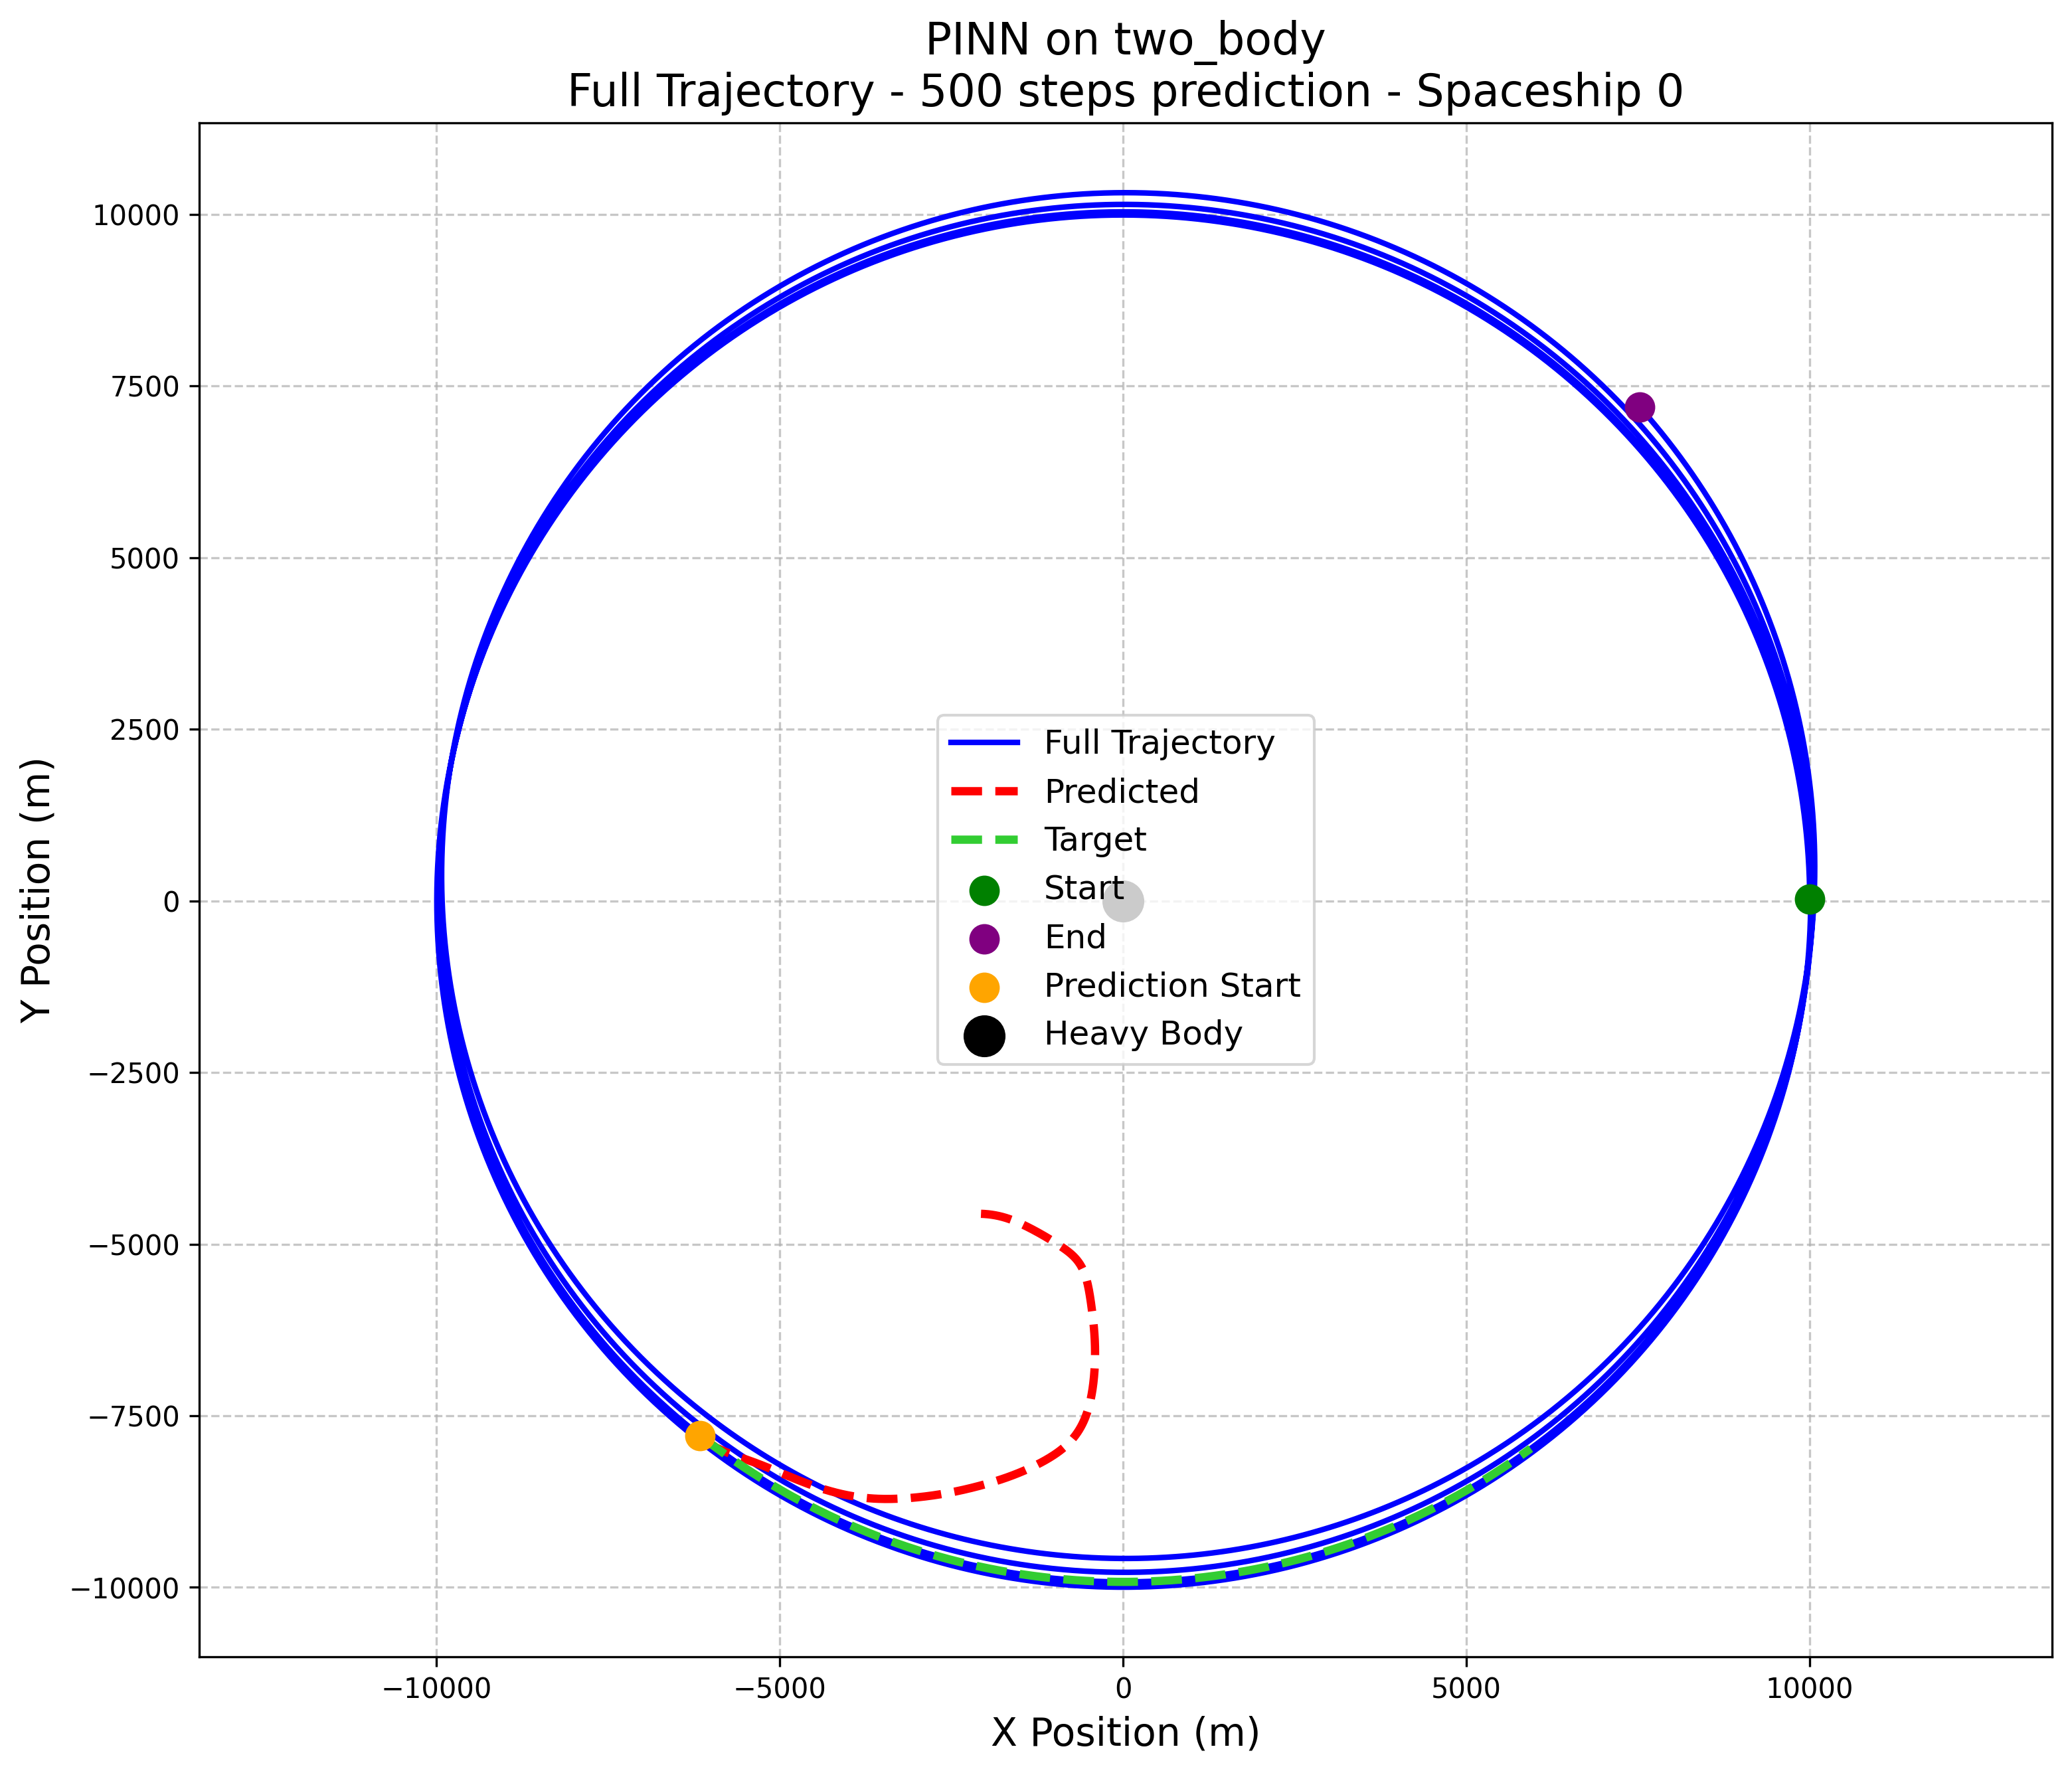 PINN on two_body
Full Trajectory - 500 steps prediction - Spaceship 0
10000
7500
5000
2500
0
−2500
−5000
−7500
−10000
Y Position (m)
Full Trajectory
Predicted
Target
Start
End
Prediction Start
Heavy Body
−10000
−5000
0
5000
10000
X Position (m)